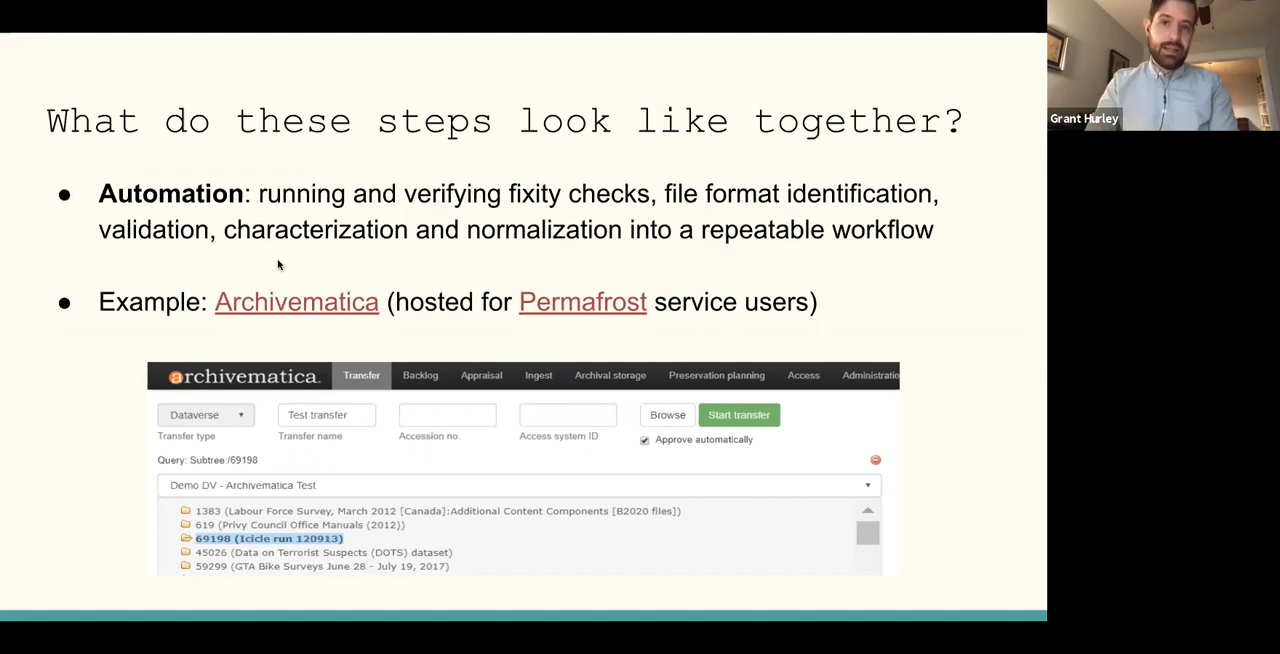 What do these steps look like together?
● Automation: running and verifying fixity checks, file format identification,
validation, characterization and normalization into a repeatable workflow
● Example: Archivematica (hosted for Permafrost service users)
archivematica. Transfer Backlog Appraisal Ingest Archival storage Preservation planning Access Administratio
Dataverse Test transfer Browse Start transfer
Transfer type Transfer name Accession no. Access system ID Approve automatically
Query: Subtree:/69198
Demo DV - Archivematica Test
1383 (Labour Force Survey, March 2012 [Canada]:Additional Content Components [B2020 files])
619 (Privy Council Office Manuals (2012))
69198 (Icicle run 120913)
45026 (Data on Terrorist Suspects (DOTS) dataset)
59299 (GTA Bike Surveys June 28 - July 19, 2017)
Grant Hurley